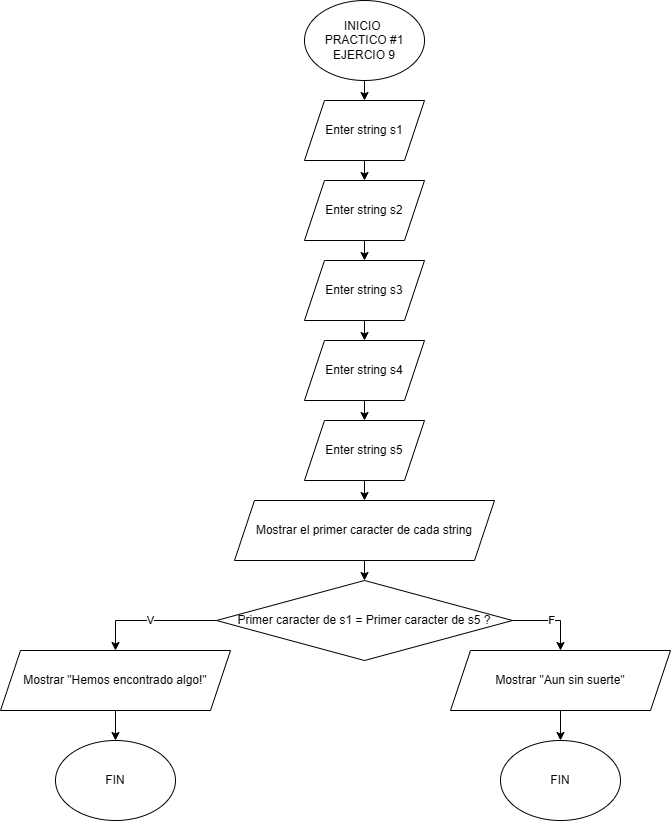 INICIO
PRACTICO #1
EJERCIO 9
Enter string s1
Enter string s2
Enter string s3
Enter string s4
Enter string s5
Mostrar el primer caracter de cada string
Primer caracter de s1 = Primer caracter de s5 ?
V
F
Mostrar "Hemos encontrado algo!"
Mostrar "Aun sin suerte"
FIN
FIN